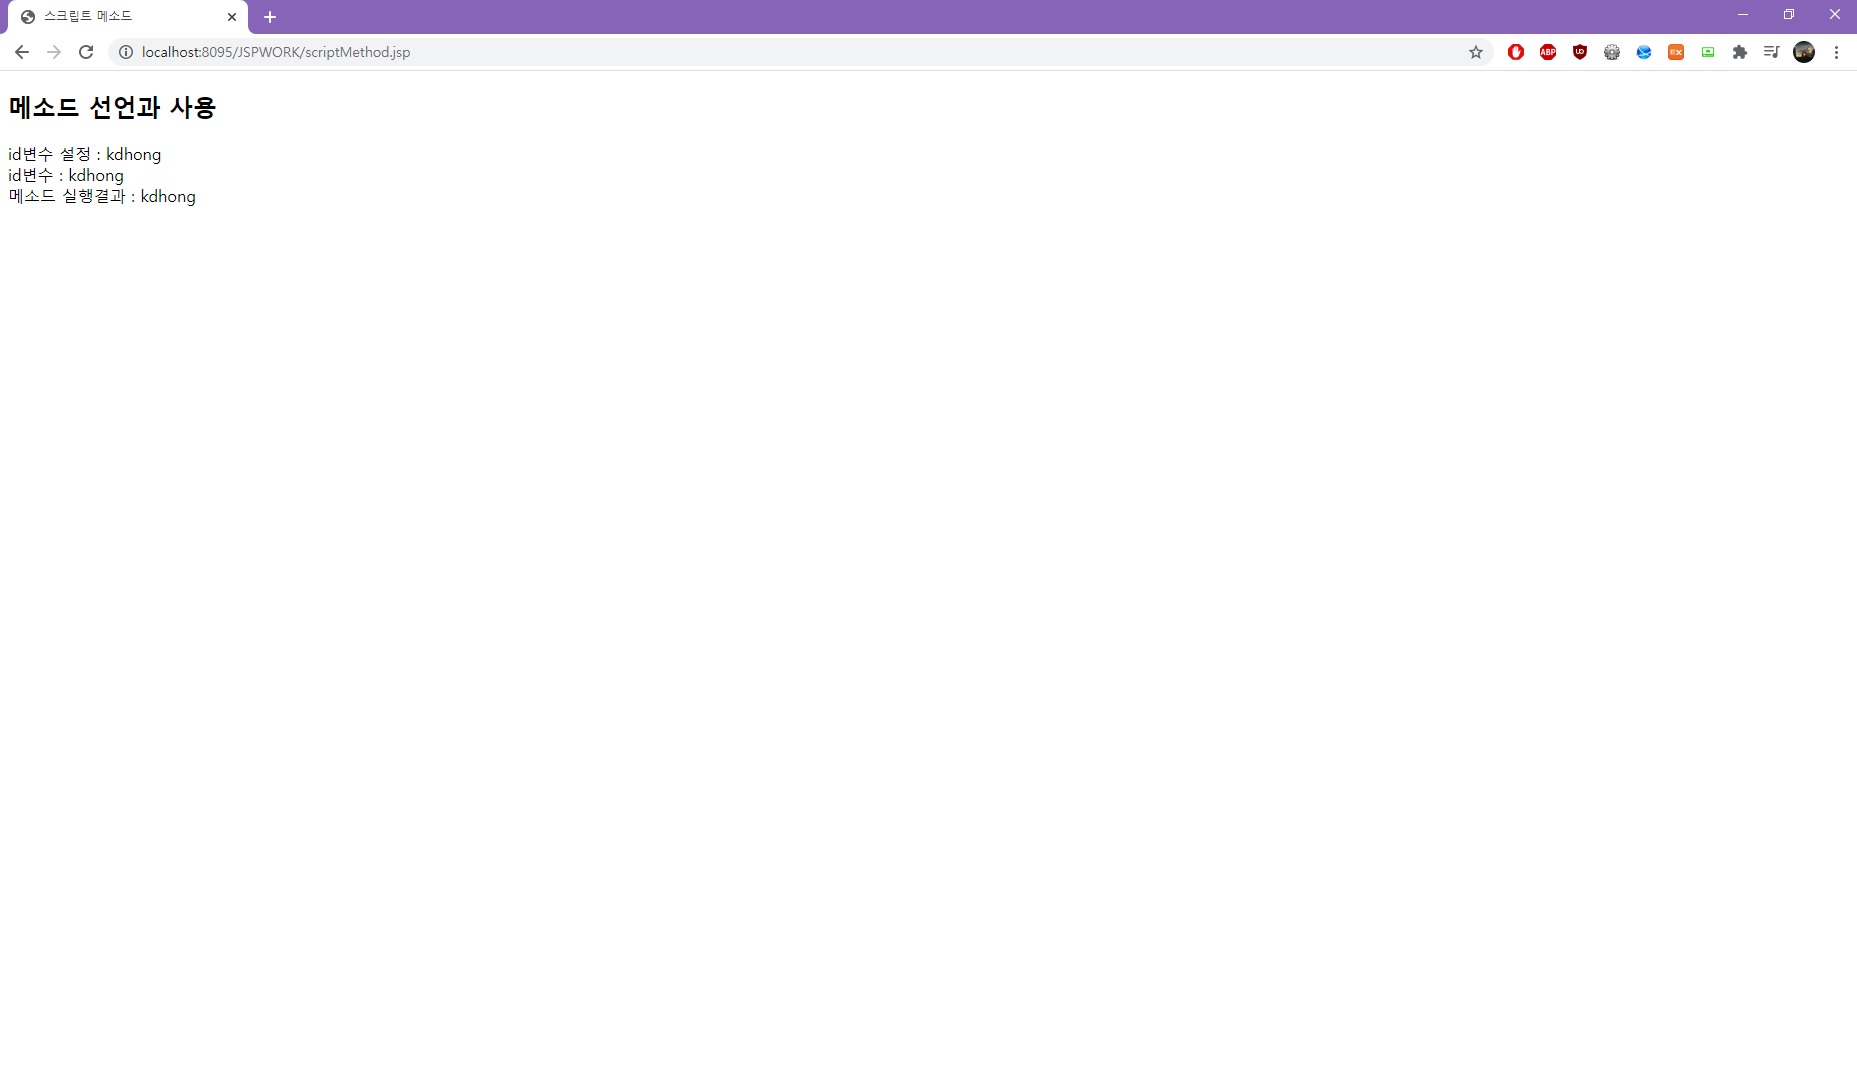 스크립트 메소드
localhost:8095/JSPWORK/scriptMethod.jsp
ABP
메소드 선언과 사용
id변수 설정 : kdhong
id변수 : kdhong
메소드 실행결과 : kdhong